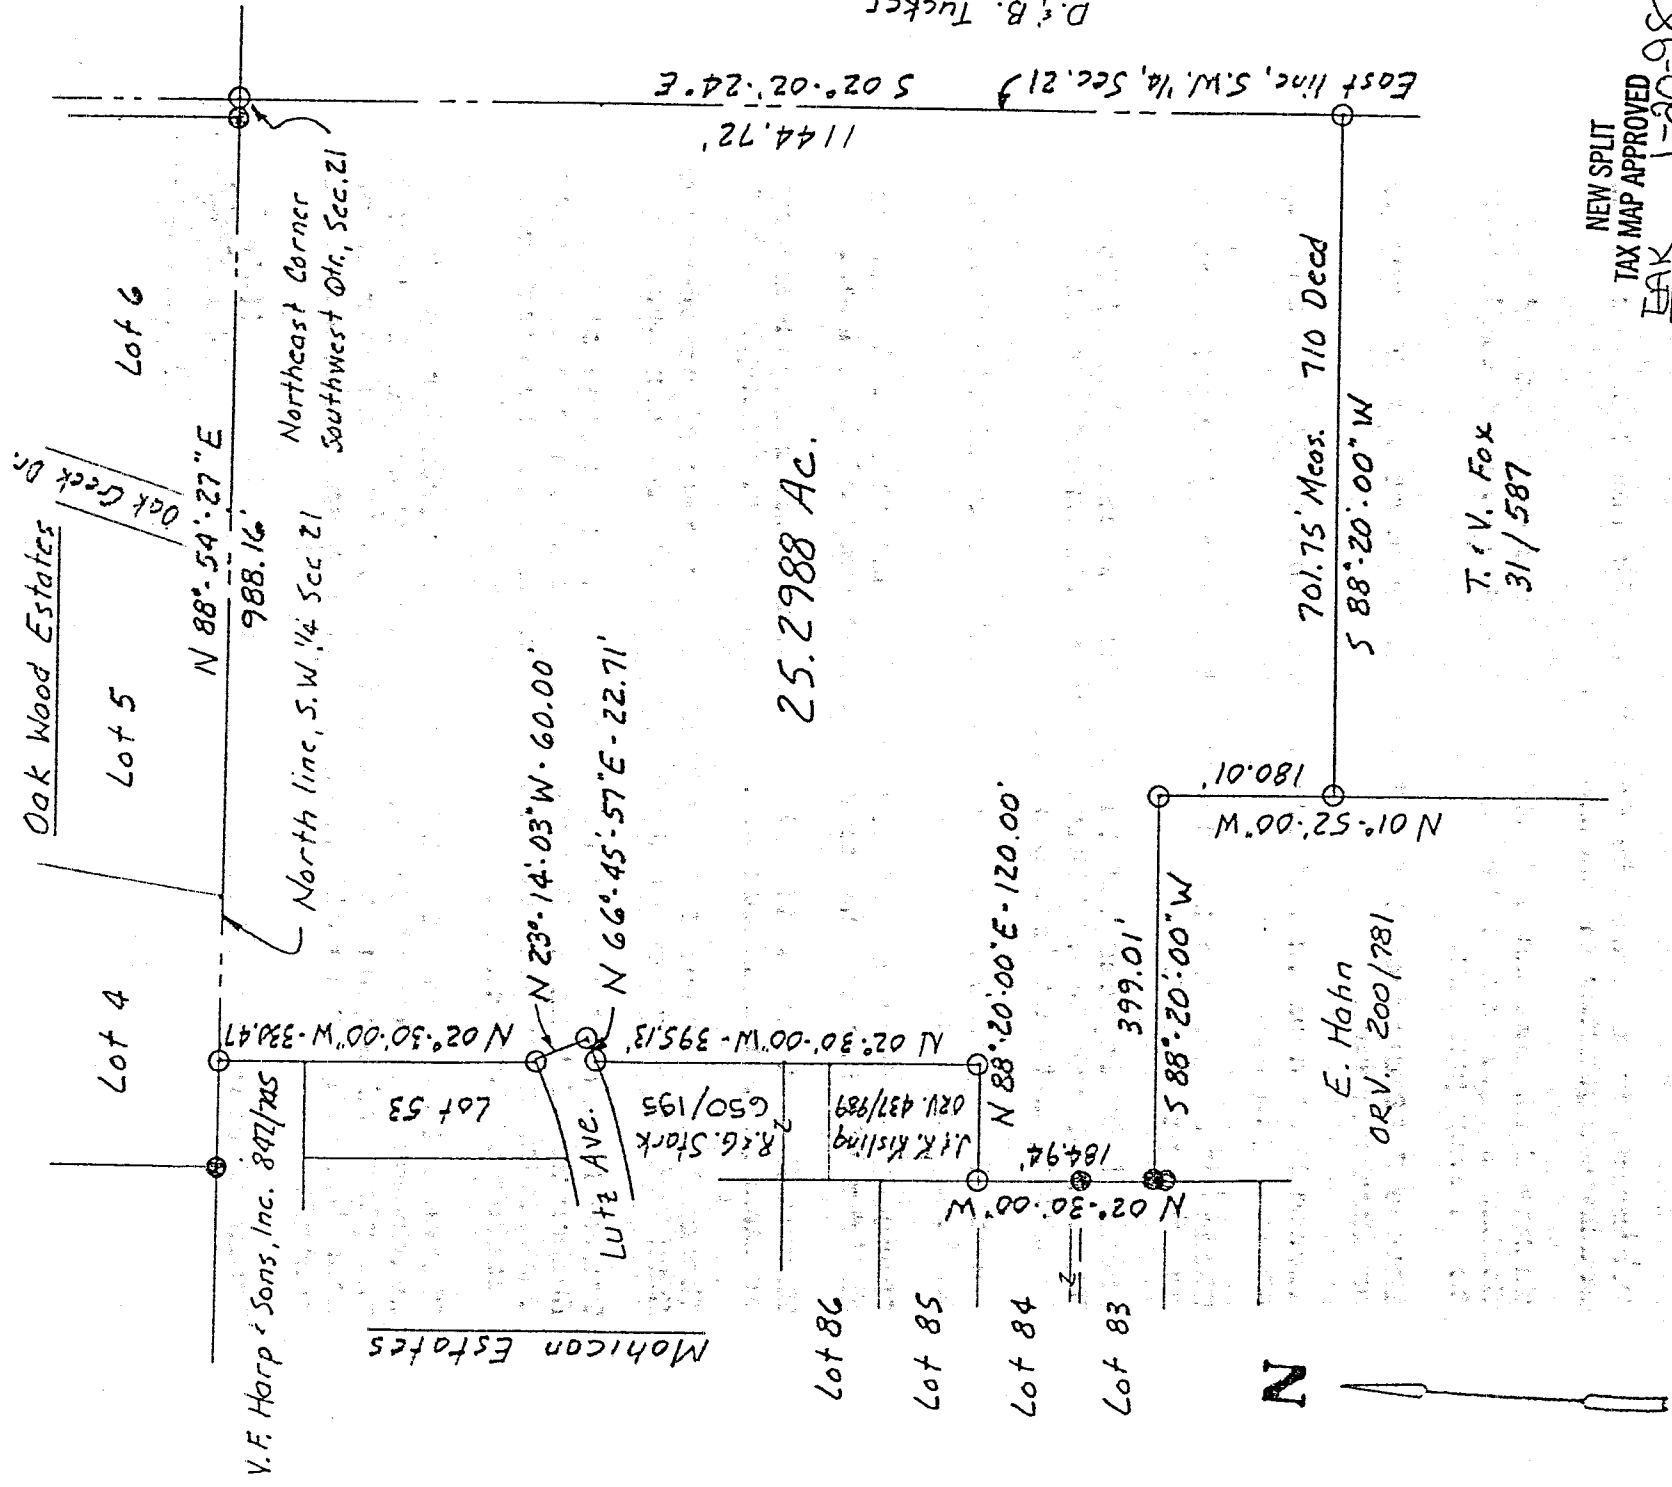 Oak Wood Estates
Oak Creek Dr.
Lot 4
Lot 5
Lot 6
N 88°-54'-27" E
988.16'
North line, S.W. 1/4 Sec 21
Northeast Corner
Southwest Qtr., Sec. 21
D. & B. Tucker
East line, S.W. 1/4, Sec. 21
S 02°-02'-24" E
1144.72'
V.F. Harp & Sons, Inc.
N 02°-30'-00" W - 330.47
Lot 53
N 23°-14'-03" W - 60.00'
N 66°-45'-57" E - 22.71'
Lutz Ave.
R. & G. Stark
650/195
N 02°-30'-00" W - 395.13'
J. & K. Kisling
ORV. 437/989
25.2988 Ac.
Mohican Estates
Lot 86
Lot 85
Lot 84
Lot 83
N 88°-20'-00" E - 120.00'
184.94'
N 02°-30'-00" W
399.01'
S 88°-20'-00" W
180.01'
N 01°-52'-00" W
701.75' Meas. 710 Deed
S 88°-20'-00" W
E. Hahn
ORV. 200/781
T. & V. Fox
31/587
N
NEW SPLIT
TAX MAP APPROVED
EAK 1-20-98